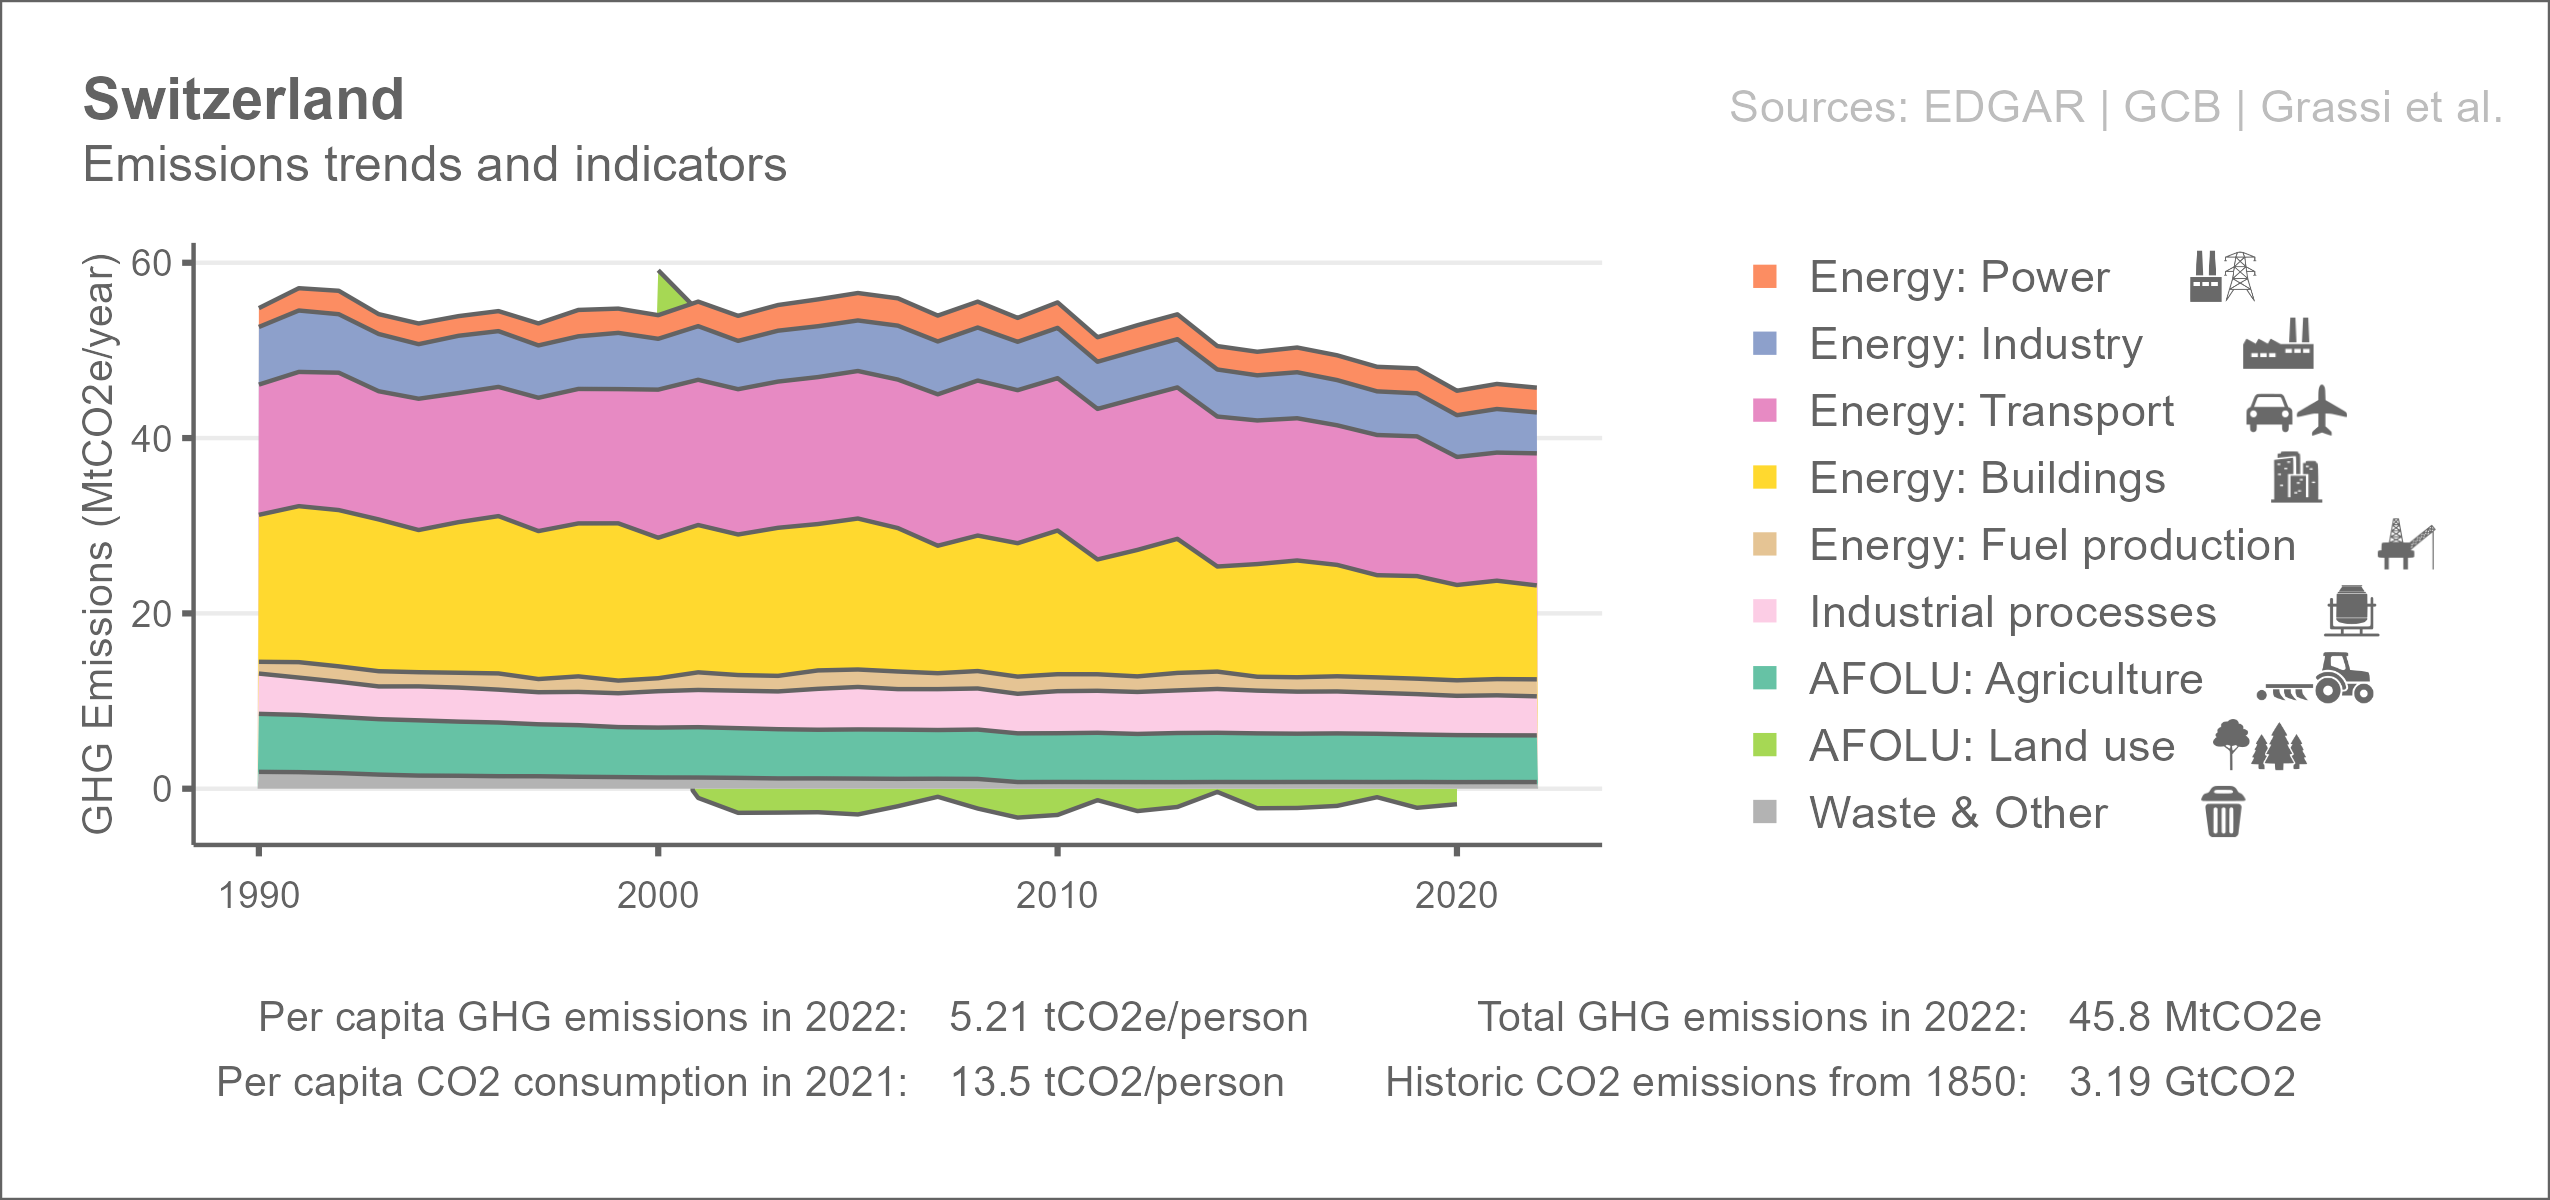 Switzerland
Sources: EDGAR | GCB | Grassi et al.
Emissions trends and indicators
GHG Emissions (MtCO2e/year)
60
40
20
0
1990
2000
2010
2020
Energy: Power
Energy: Industry
Energy: Transport
Energy: Buildings
Energy: Fuel production
Industrial processes
AFOLU: Agriculture
AFOLU: Land use
Waste & Other
Per capita GHG emissions in 2022: 5.21 tCO2e/person
Total GHG emissions in 2022: 45.8 MtCO2e
Per capita CO2 consumption in 2021: 13.5 tCO2/person
Historic CO2 emissions from 1850: 3.19 GtCO2